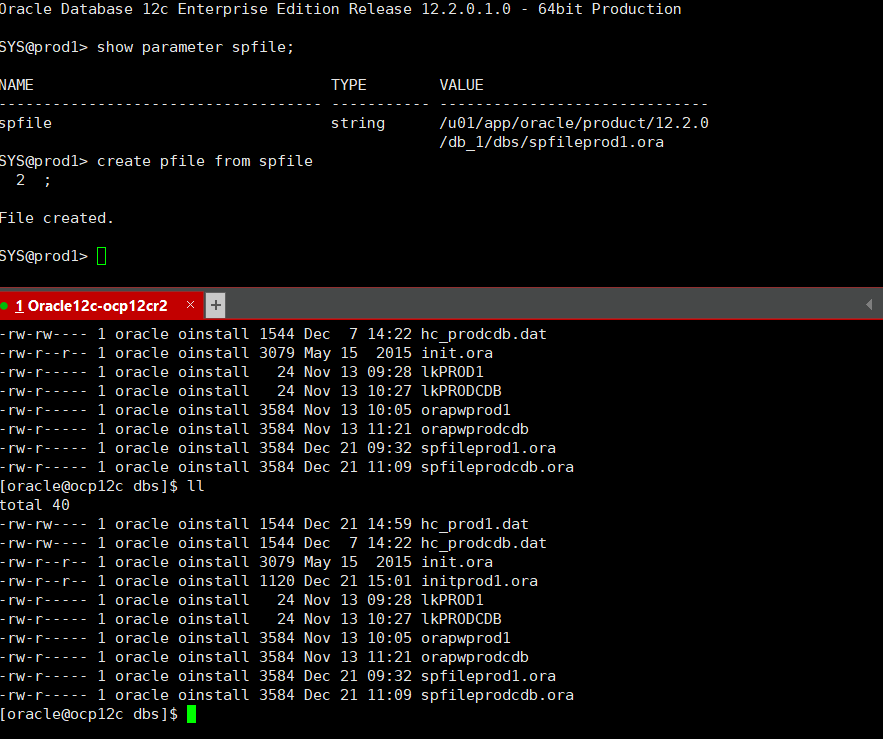 Oracle Database 12c Enterprise Edition Release 12.2.0.1.0 - 64bit Production
SYS@prod1> show parameter spfile;
NAME                                 TYPE        VALUE
------------------------------------ ----------- ------------------------------
spfile                               string      /u01/app/oracle/product/12.2.0
                                                 /db_1/dbs/spfileprod1.ora
SYS@prod1> create pfile from spfile
  2  ;
File created.
SYS@prod1>
1 Oracle12c-ocp12cr2 × +
-rw-rw---- 1 oracle oinstall 1544 Dec  7 14:22 hc_prodcdb.dat
-rw-r--r-- 1 oracle oinstall 3079 May 15  2015 init.ora
-rw-r----- 1 oracle oinstall   24 Nov 13 09:28 lkPROD1
-rw-r----- 1 oracle oinstall   24 Nov 13 10:27 lkPRODCDB
-rw-r----- 1 oracle oinstall 3584 Nov 13 10:05 orapwprod1
-rw-r----- 1 oracle oinstall 3584 Nov 13 11:21 orapwprodcdb
-rw-r----- 1 oracle oinstall 3584 Dec 21 09:32 spfileprod1.ora
-rw-r----- 1 oracle oinstall 3584 Dec 21 11:09 spfileprodcdb.ora
[oracle@ocp12c dbs]$ ll
total 40
-rw-rw---- 1 oracle oinstall 1544 Dec 21 14:59 hc_prod1.dat
-rw-rw---- 1 oracle oinstall 1544 Dec  7 14:22 hc_prodcdb.dat
-rw-r--r-- 1 oracle oinstall 3079 May 15  2015 init.ora
-rw-r--r-- 1 oracle oinstall 1120 Dec 21 15:01 initprod1.ora
-rw-r----- 1 oracle oinstall   24 Nov 13 09:28 lkPROD1
-rw-r----- 1 oracle oinstall   24 Nov 13 10:27 lkPRODCDB
-rw-r----- 1 oracle oinstall 3584 Nov 13 10:05 orapwprod1
-rw-r----- 1 oracle oinstall 3584 Nov 13 11:21 orapwprodcdb
-rw-r----- 1 oracle oinstall 3584 Dec 21 09:32 spfileprod1.ora
-rw-r----- 1 oracle oinstall 3584 Dec 21 11:09 spfileprodcdb.ora
[oracle@ocp12c dbs]$